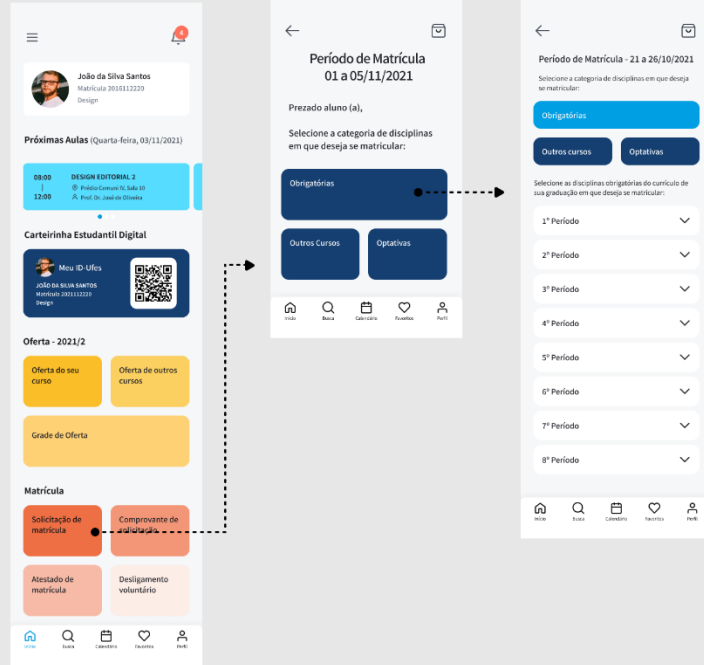 4
João da Silva Santos
Matrícula 2016112220
Design
Próximas Aulas (Quarta-feira, 03/11/2021)
08:00
|
12:00
DESIGN EDITORIAL 2
Prédio Cemuni IV, Sala 10
Prof. Dr. José de Oliveira
Carteirinha Estudantil Digital
Meu ID-Ufes
JOÃO DA SILVA SANTOS
Matrícula 2021112220
Design
Oferta - 2021/2
Oferta do seu
curso
Oferta de outros
cursos
Grade de Oferta
Matrícula
Solicitação de
matrícula
Comprovante de
solicitação
Atestado de
matrícula
Desligamento
voluntário
Início
Busca
Calendário
Favoritos
Perfil
Período de Matrícula
01 a 05/11/2021
Prezado aluno (a),
Selecione a categoria de disciplinas
em que deseja se matricular:
Obrigatórias
Outros Cursos
Optativas
Início
Busca
Calendário
Favoritos
Perfil
Período de Matrícula - 21 a 26/10/2021
Selecione a categoria de disciplinas em que deseja
se matricular:
Obrigatórias
Outros cursos
Optativas
Selecione as disciplinas obrigatórias do currículo de
sua graduação em que deseja se matricular:
1º Período
2º Período
3º Período
4º Período
5º Período
6º Período
7º Período
8º Período
Início
Busca
Calendário
Favoritos
Perfil